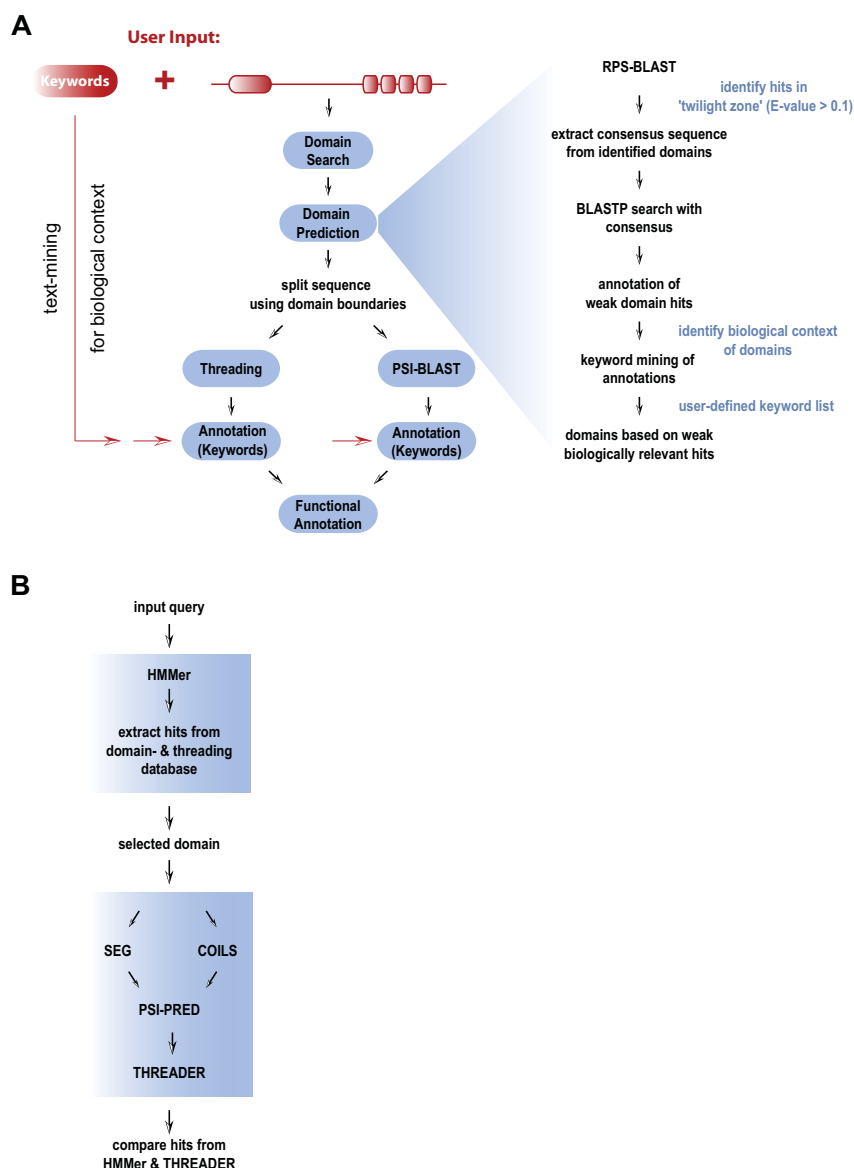 A
User Input:
Keywords
+
Domain
Search
Domain
Prediction
split sequence
using domain boundaries
Threading
PSI-BLAST
Annotation
(Keywords)
Annotation
(Keywords)
Functional
Annotation
text-mining
for biological context
RPS-BLAST
identify hits in
'twilight zone' (E-value > 0.1)
extract consensus sequence
from identified domains
BLASTP search with
consensus
annotation of
weak domain hits
identify biological context
of domains
keyword mining of
annotations
user-defined keyword list
domains based on weak
biologically relevant hits
B
input query
HMMer
extract hits from
domain- & threading
database
selected domain
SEG
COILS
PSI-PRED
THREADER
compare hits from
HMMer & THREADER